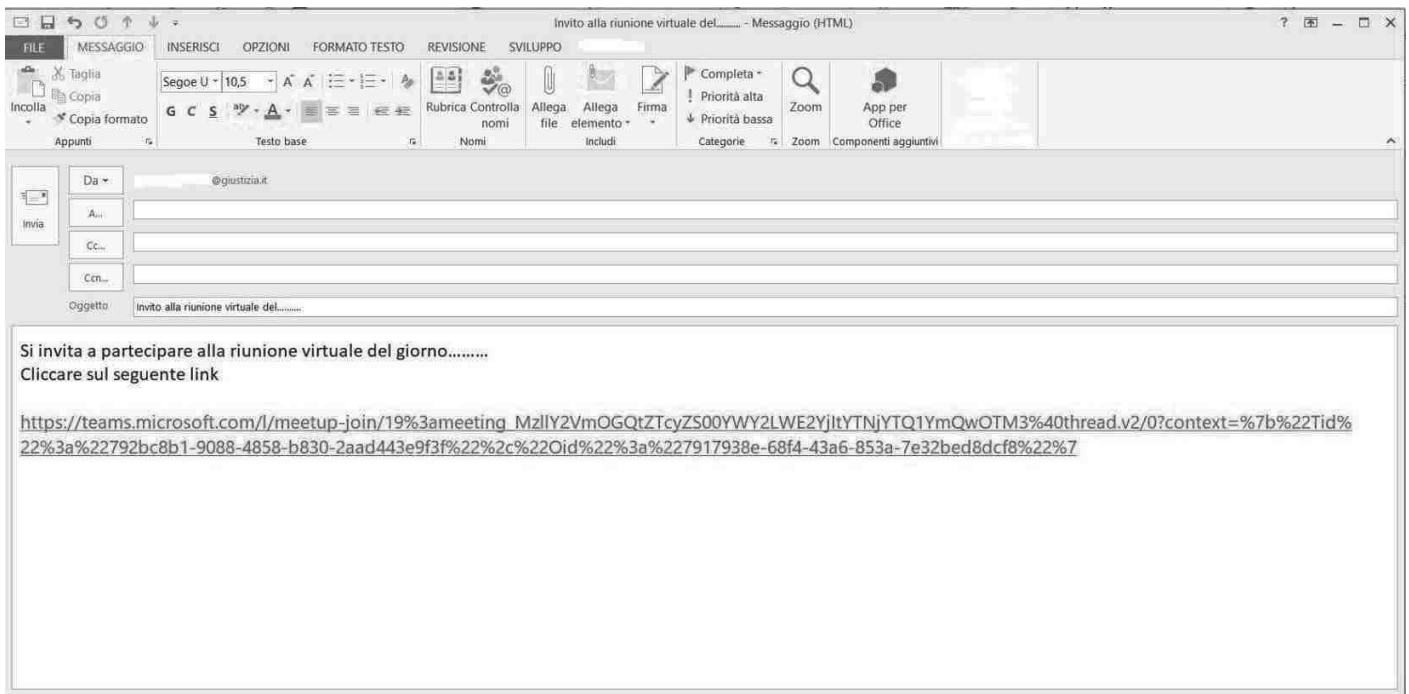 Invito alla riunione virtuale del......... - Messaggio (HTML)
FILE MESSAGGIO INSERISCI OPZIONI FORMATO TESTO REVISIONE SVILUPPO
Incolla
Taglia
Copia
Copia formato
Appunti
Segoe U 10,5
G C S
Testo base
Rubrica Controlla nomi
Nomi
Allega file
Allega elemento
Firma
Includi
Completa
Priorità alta
Priorità bassa
Categorie
Zoom
Zoom
App per Office
Componenti aggiuntivi
Invia
Da @giustizia.it
A...
Cc...
Ccn...
Oggetto Invito alla riunione virtuale del.........
Si invita a partecipare alla riunione virtuale del giorno.........
Cliccare sul seguente link
https://teams.microsoft.com/l/meetup-join/19%3ameeting_MzllY2VmOGQtZTcyZS00YWY2LWE2YjItYTNjYTQ1YmQwOTM3%40thread.v2/0?context=%7b%22Tid%
22%3a%22792bc8b1-9088-4858-b830-2aad443e9f3f%22%2c%22Oid%22%3a%227917938e-68f4-43a6-853a-7e32bed8dcf8%22%7